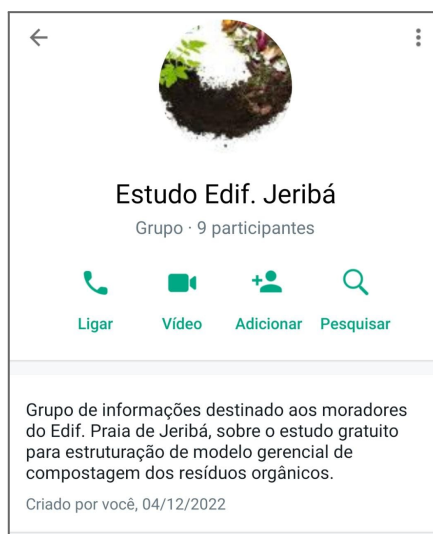 Estudo Edif. Jeribá
Grupo · 9 participantes
Ligar Vídeo Adicionar Pesquisar
Grupo de informações destinado aos moradores
do Edif. Praia de Jeribá, sobre o estudo gratuito
para estruturação de modelo gerencial de
compostagem dos resíduos orgânicos.
Criado por você, 04/12/2022